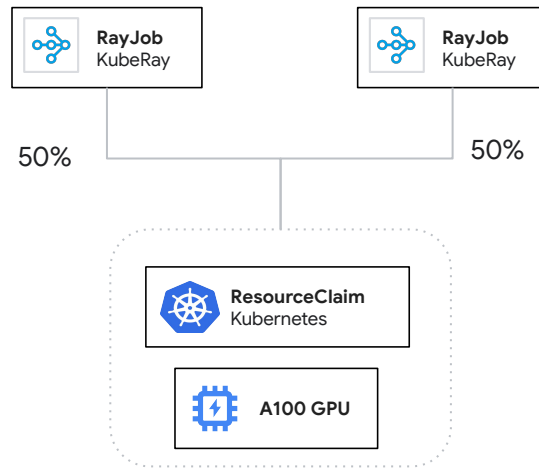 RayJob
KubeRay
RayJob
KubeRay
50%
50%
ResourceClaim
Kubernetes
A100 GPU